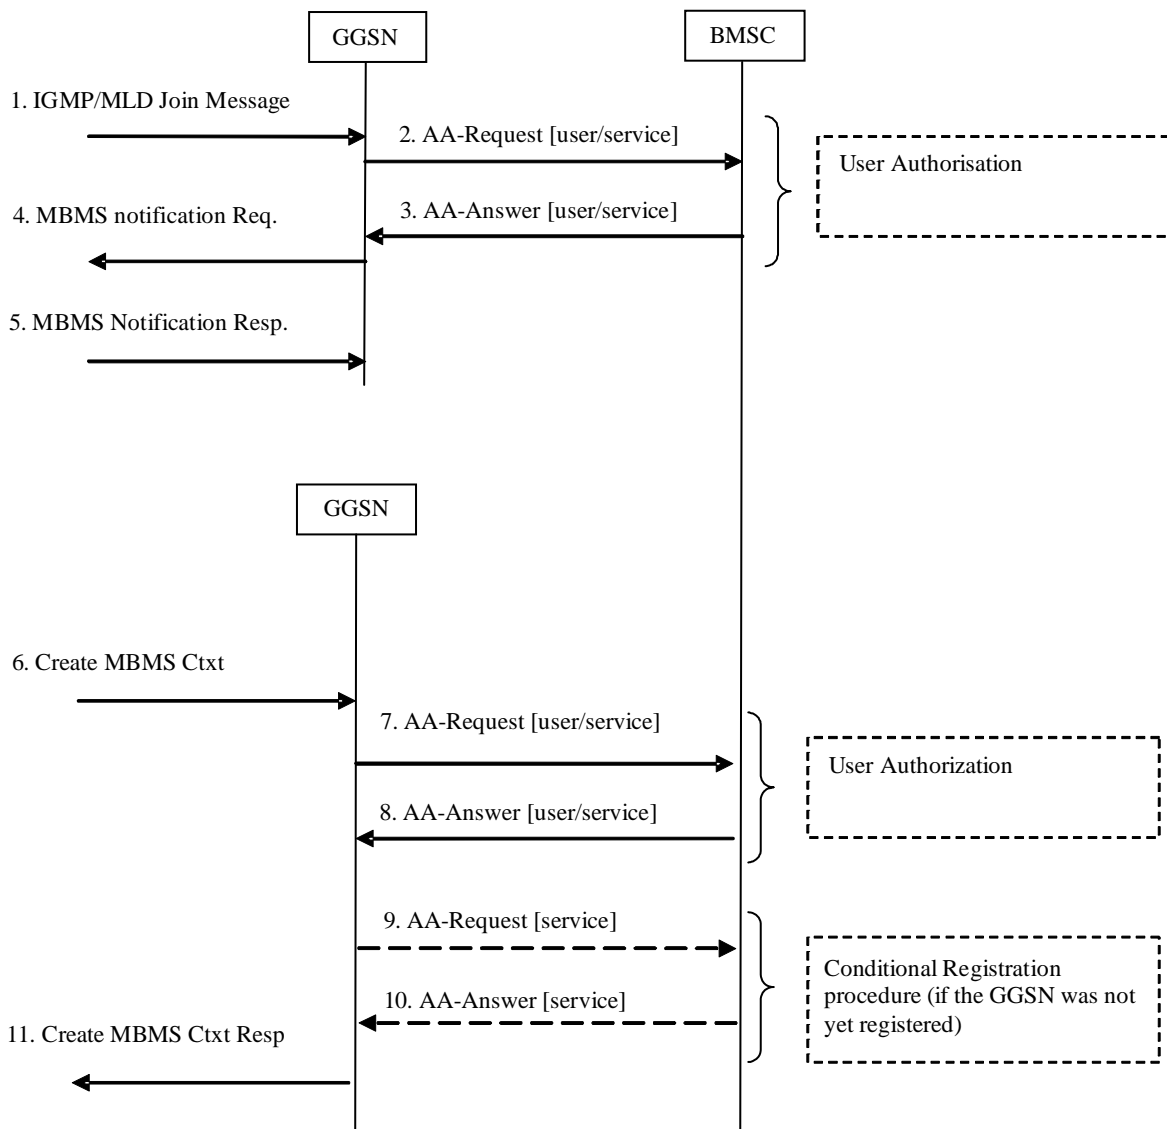 GGSN
BMSC
1. IGMP/MLD Join Message
2. AA-Request [user/service]
User Authorisation
3. AA-Answer [user/service]
4. MBMS notification Req.
5. MBMS Notification Resp.
GGSN
6. Create MBMS Ctxt
7. AA-Request [user/service]
User Authorization
8. AA-Answer [user/service]
9. AA-Request [service]
Conditional Registration
procedure (if the GGSN was not
yet registered)
10. AA-Answer [service]
11. Create MBMS Ctxt Resp